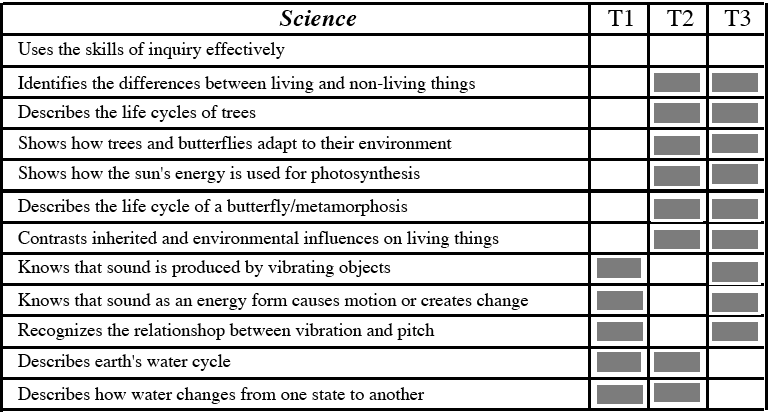 Science T1 T2 T3
Uses the skills of inquiry effectively
Identifies the differences between living and non-living things
Describes the life cycles of trees
Shows how trees and butterflies adapt to their environment
Shows how the sun's energy is used for photosynthesis
Describes the life cycle of a butterfly/metamorphosis
Contrasts inherited and environmental influences on living things
Knows that sound is produced by vibrating objects
Knows that sound as an energy form causes motion or creates change
Recognizes the relationshop between vibration and pitch
Describes earth's water cycle
Describes how water changes from one state to another